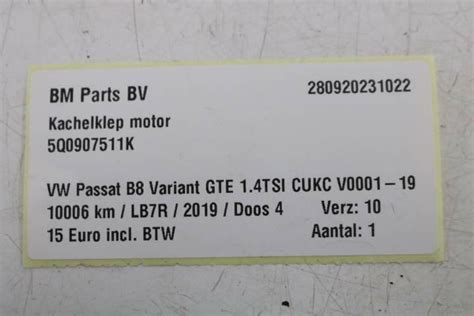 BM Parts BV 280920231022
Kachelklep motor
5Q0907511K
VW Passat B8 Variant GTE 1.4TSI CUKC V0001-19
10006 km / LB7R / 2019 / Doos 4 Verz: 10
15 Euro incl. BTW Aantal: 1